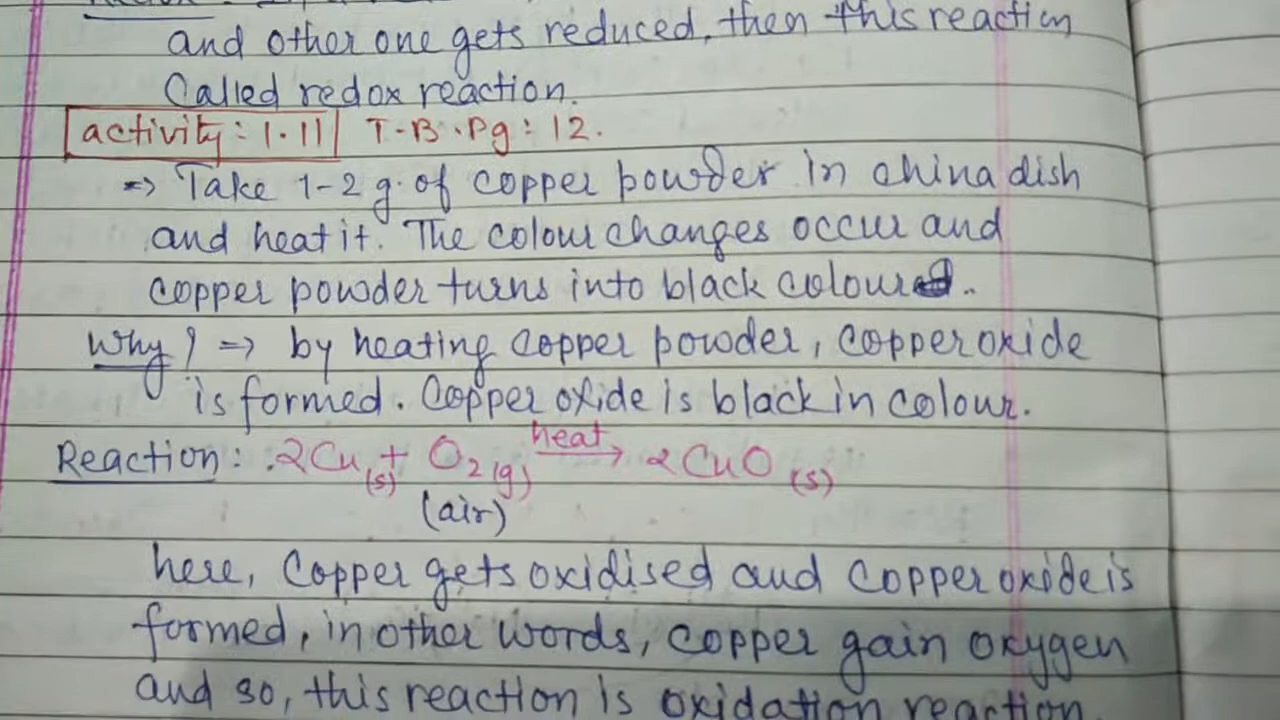 and other one gets reduced, then this reaction
Called redox reaction.
activity: 1.11 T-B.Pg: 12.
=> Take 1-2 g. of copper powder in china dish
and heat it. The colour changes occur and
copper powder turns into black colour.
Why? => by heating copper powder, copper oxide
is formed. Copper oxide is black in colour.
Reaction: 2Cu(s) + O2(g) heat→ 2CuO(s)
(air)
here, Copper gets oxidised and copper oxide is
formed, in other words, copper gain oxygen
and so, this reaction is oxidation reaction.